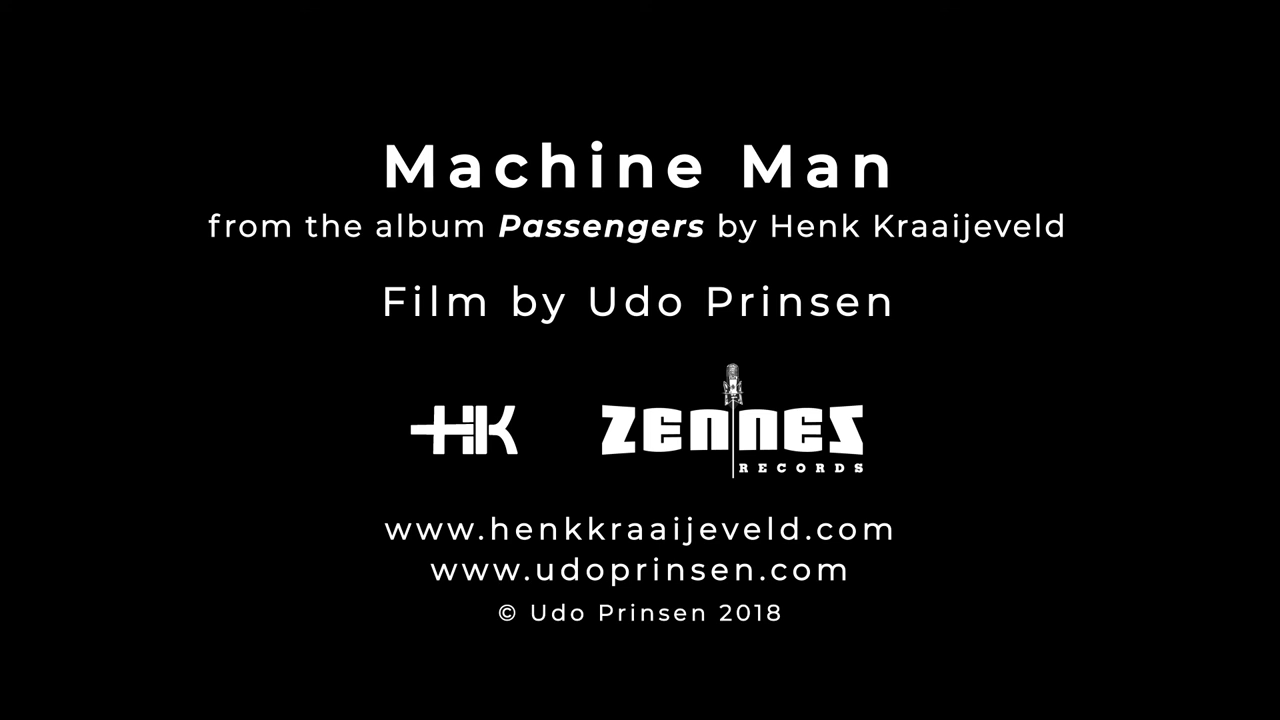 Machine Man
from the album Passengers by Henk Kraaijeveld
Film by Udo Prinsen
HK
ZENNEZ
RECORDS
www.henkkraaijeveld.com
www.udoprinsen.com
© Udo Prinsen 2018